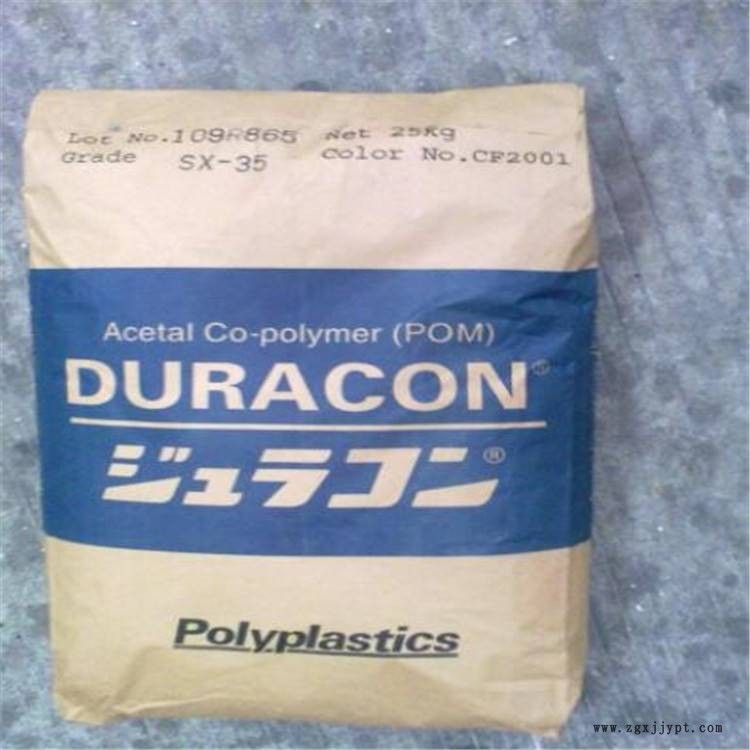 Lot No.109R865 Net 25Kg
Grade SX-35 Color No.CF2001
Acetal Co-polymer (POM)
DURACON®
ジュラコン®
Polyplastics
www.zgxjjypt.com